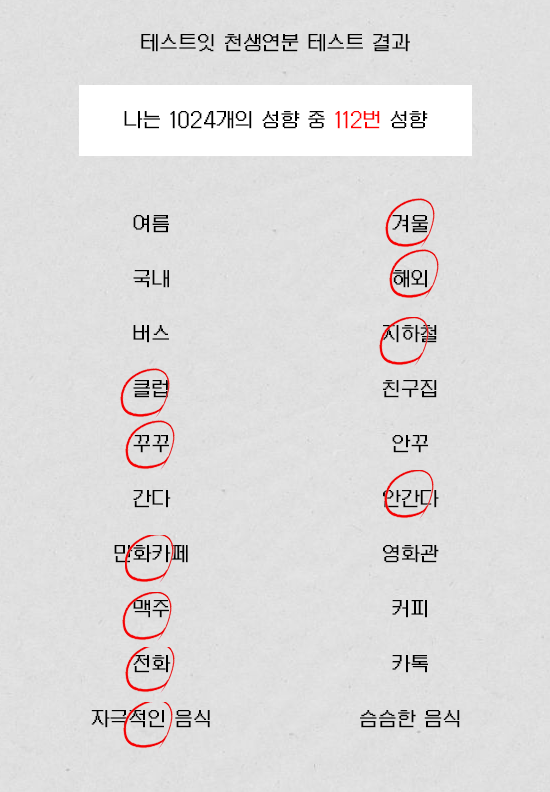 테스트잇 천생연분 테스트 결과
나는 1024개의 성향 중 112번 성향
여름 겨울
국내 해외
버스 지하철
클럽 친구집
꾸꾸 안꾸
간다 안간다
만화카페 영화관
맥주 커피
전화 카톡
자극적인 음식 슴슴한 음식